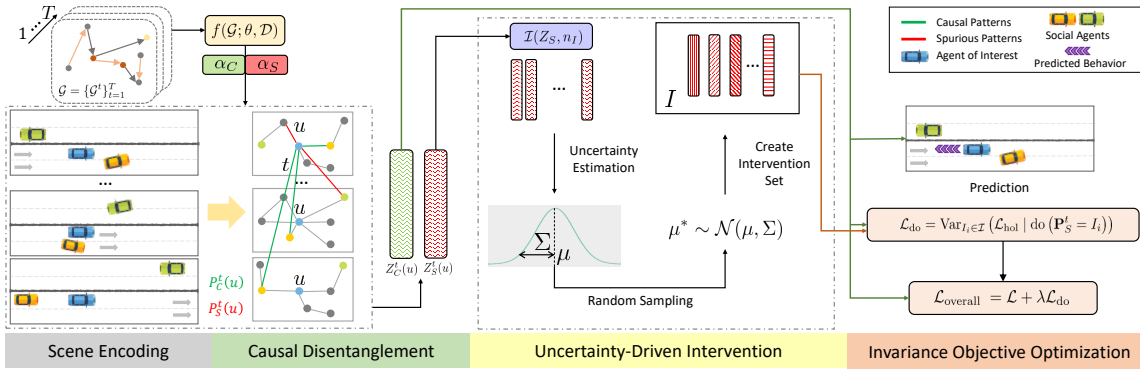 1 ... T
G = {G^t}_{t=1}^T
f(G; θ, D)
α_C
α_S
u
t
...
u
u
...
P_C^t(u)
P_S^t(u)
Z_C^t(u)
Z_S^t(u)
I(Z_S, n_I)
...
Uncertainty
Estimation
Σ
μ
Random Sampling
μ* ∼ N(μ, Σ)
Create
Intervention
Set
I
...
Causal Patterns
Spurious Patterns
Agent of Interest
Social Agents
Predicted Behavior
Prediction
L_do = Var_{I_i∈I} (L_hol | do (P_S^t = I_i))
L_overall = L + λL_do
Scene Encoding
Causal Disentanglement
Uncertainty-Driven Intervention
Invariance Objective Optimization